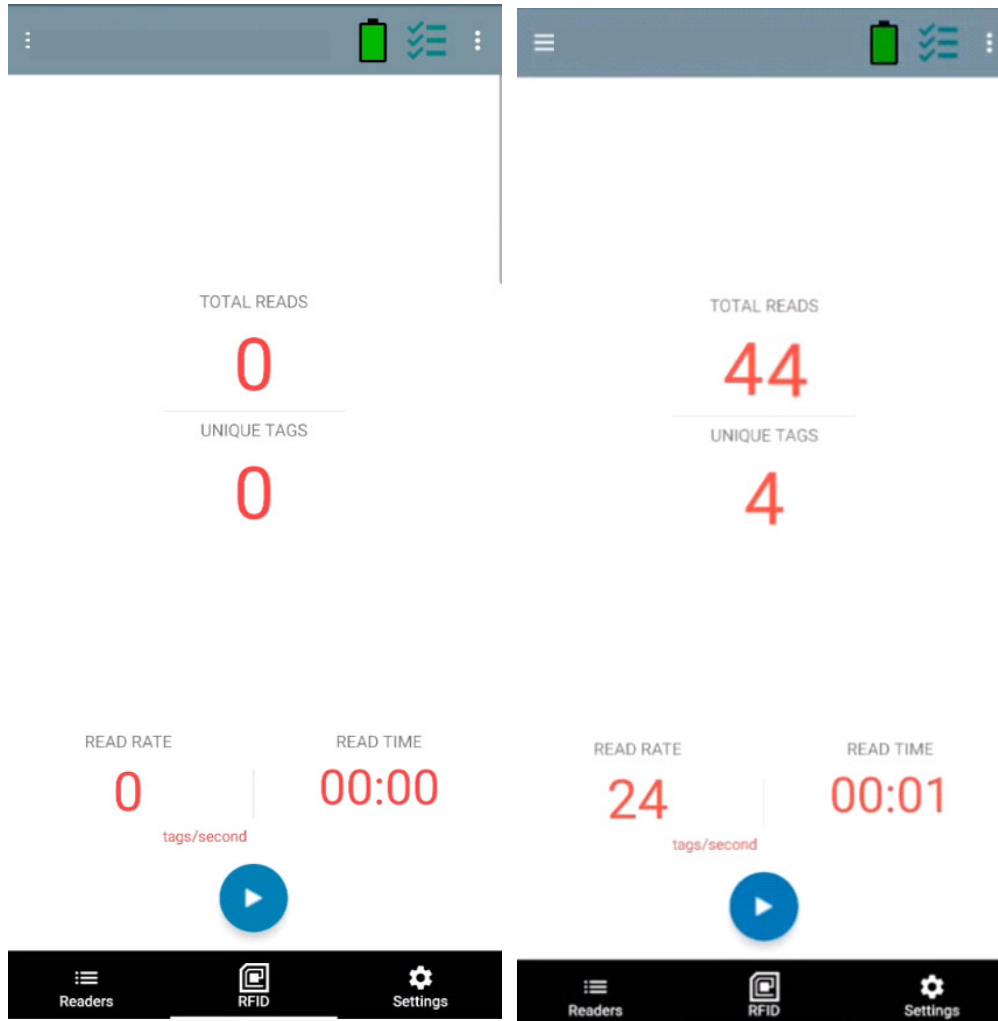 TOTAL READS
0
UNIQUE TAGS
0
READ RATE
READ TIME
0
00:00
tags/second
Readers
RFID
Settings
TOTAL READS
44
UNIQUE TAGS
4
READ RATE
READ TIME
24
00:01
tags/second
Readers
RFID
Settings